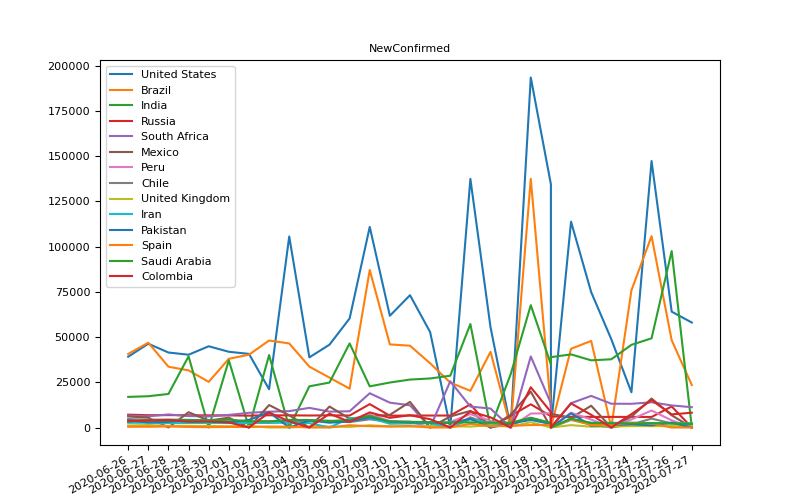 NewConfirmed
200000
175000
150000
125000
100000
75000
50000
25000
0
United States
Brazil
India
Russia
South Africa
Mexico
Peru
Chile
United Kingdom
Iran
Pakistan
Spain
Saudi Arabia
Colombia
2020-06-26
2020-06-27
2020-06-28
2020-06-29
2020-06-30
2020-07-01
2020-07-02
2020-07-03
2020-07-04
2020-07-05
2020-07-06
2020-07-07
2020-07-09
2020-07-10
2020-07-11
2020-07-12
2020-07-13
2020-07-14
2020-07-15
2020-07-16
2020-07-18
2020-07-19
2020-07-21
2020-07-22
2020-07-23
2020-07-24
2020-07-25
2020-07-26
2020-07-27